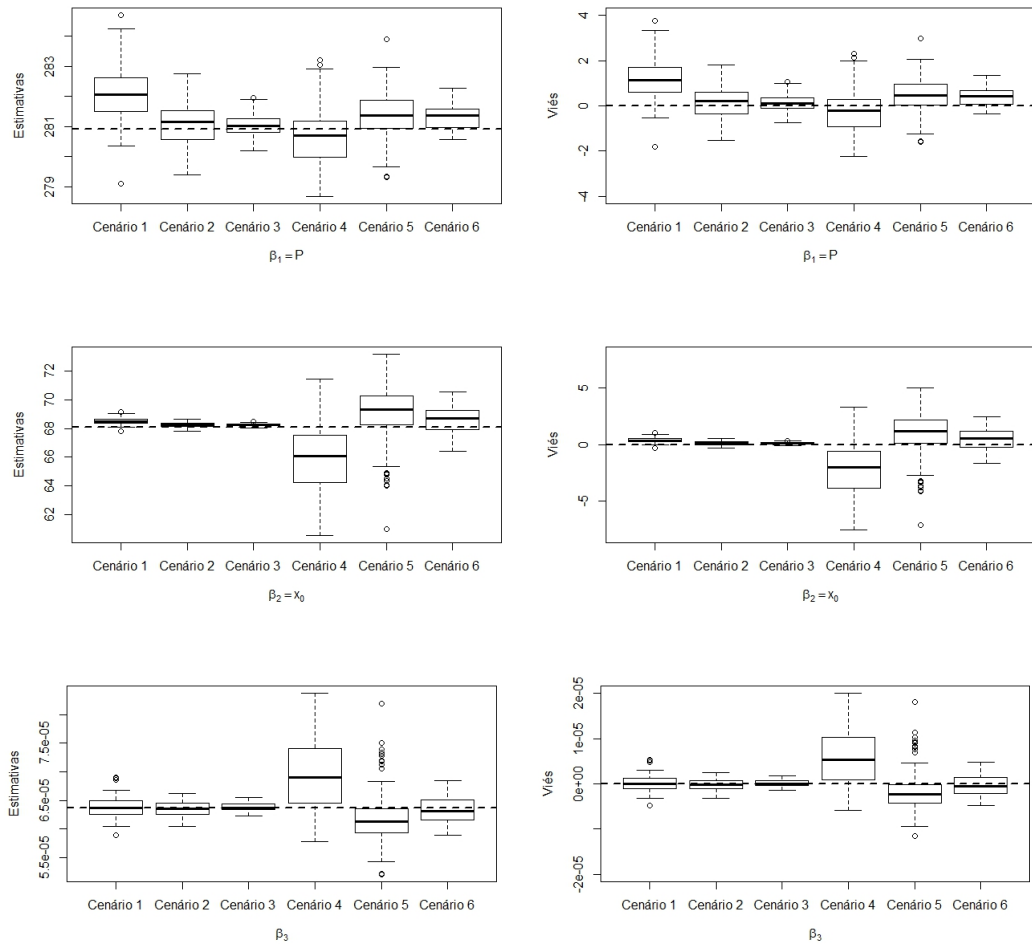 Estimativas
279
281
283
Cenário 1 Cenário 2 Cenário 3 Cenário 4 Cenário 5 Cenário 6
β₁ = P
Viés
-4
-2
0
2
4
Cenário 1 Cenário 2 Cenário 3 Cenário 4 Cenário 5 Cenário 6
β₁ = P
Estimativas
62
64
66
68
70
72
Cenário 1 Cenário 2 Cenário 3 Cenário 4 Cenário 5 Cenário 6
β₂ = x₀
Viés
-5
0
5
Cenário 1 Cenário 2 Cenário 3 Cenário 4 Cenário 5 Cenário 6
β₂ = x₀
Estimativas
5.5e-05
6.5e-05
7.5e-05
Cenário 1 Cenário 2 Cenário 3 Cenário 4 Cenário 5 Cenário 6
β₃
Viés
-2e-05
0e+00
1e-05
2e-05
Cenário 1 Cenário 2 Cenário 3 Cenário 4 Cenário 5 Cenário 6
β₃